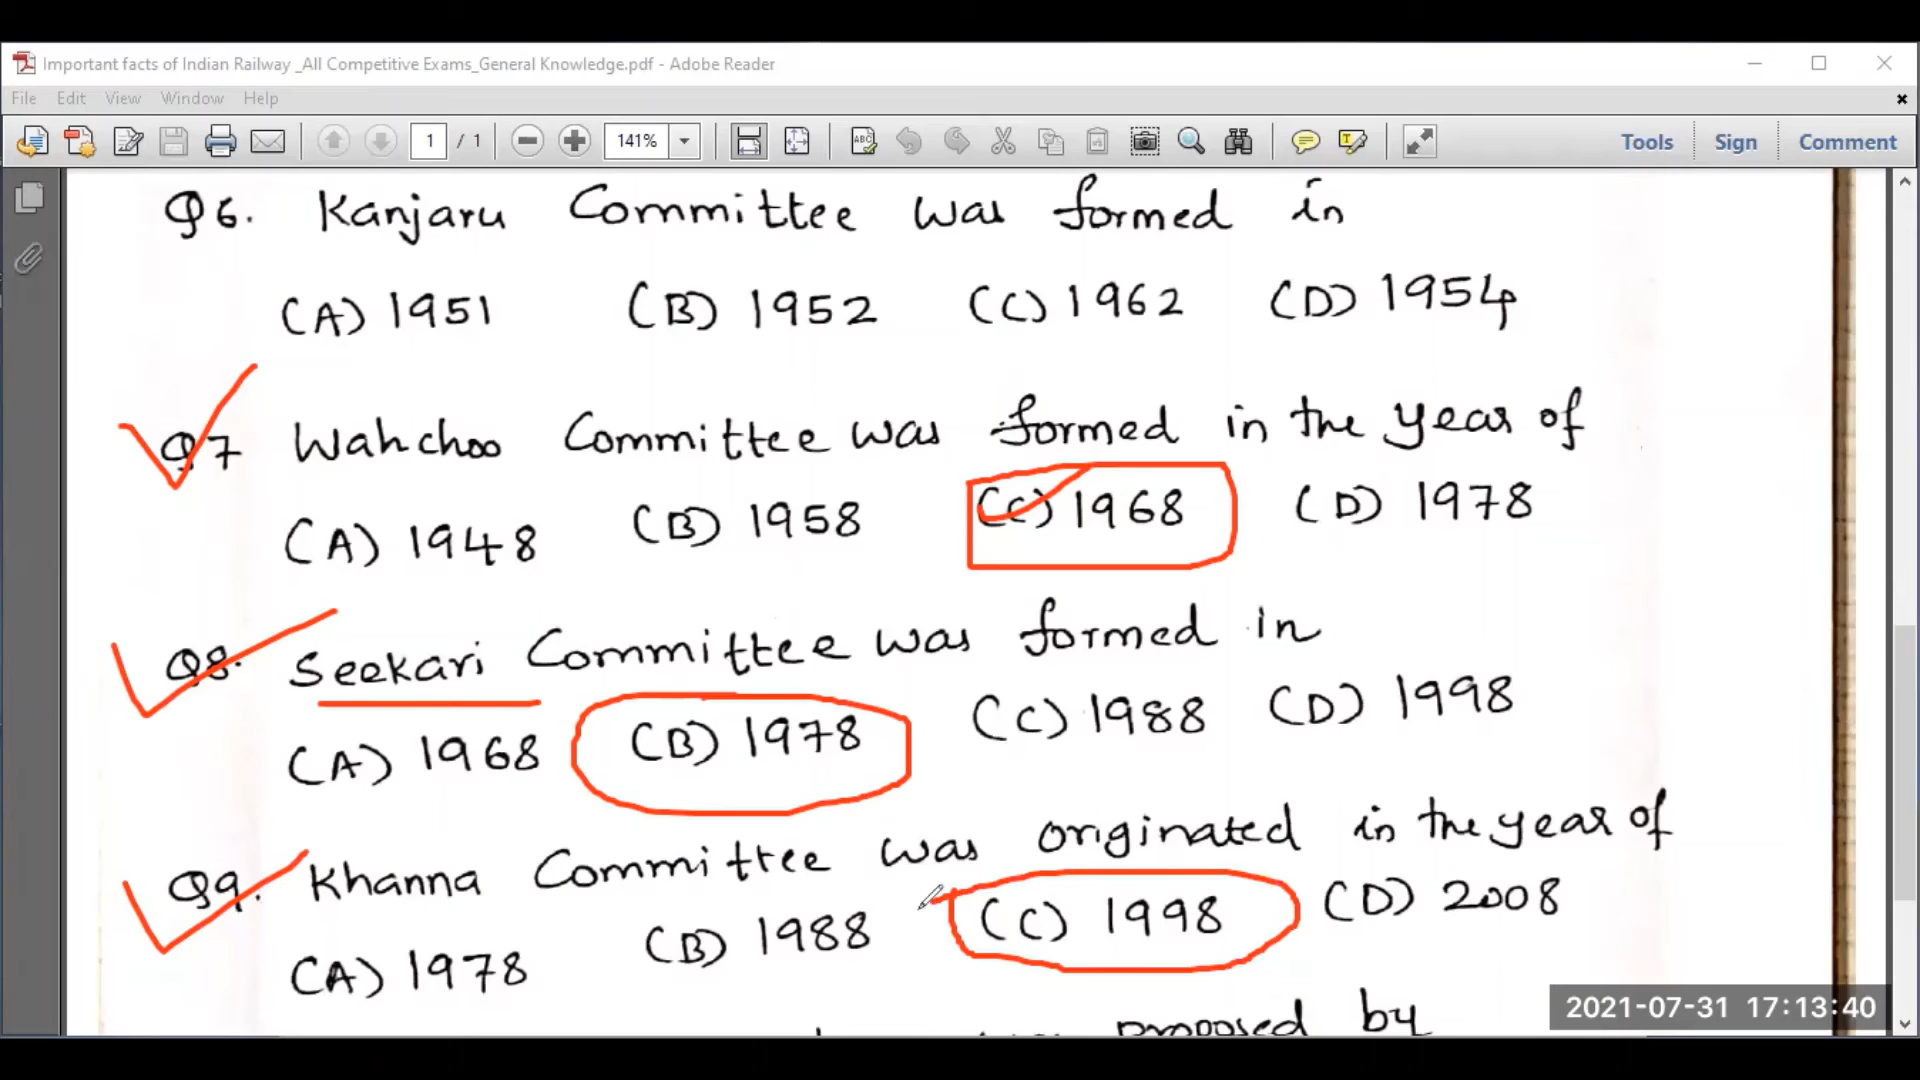 Important facts of Indian Railway _All Competitive Exams_General Knowledge.pdf - Adobe Reader
File Edit View Window Help
1 / 1 141% Tools Sign Comment
Q6. Kanjaru Committee was formed in
(A) 1951 (B) 1952 (C) 1962 (D) 1954
Q7 Wahchoo Committee was formed in the year of
(A) 1948 (B) 1958 (C) 1968 (D) 1978
Q8. Seekari Committee was formed in
(A) 1968 (B) 1978 (C) 1988 (D) 1998
Q9. Khanna Committee was originated in the year of
(A) 1978 (B) 1988 (C) 1998 (D) 2008
proposed by
2021-07-31 17:13:40